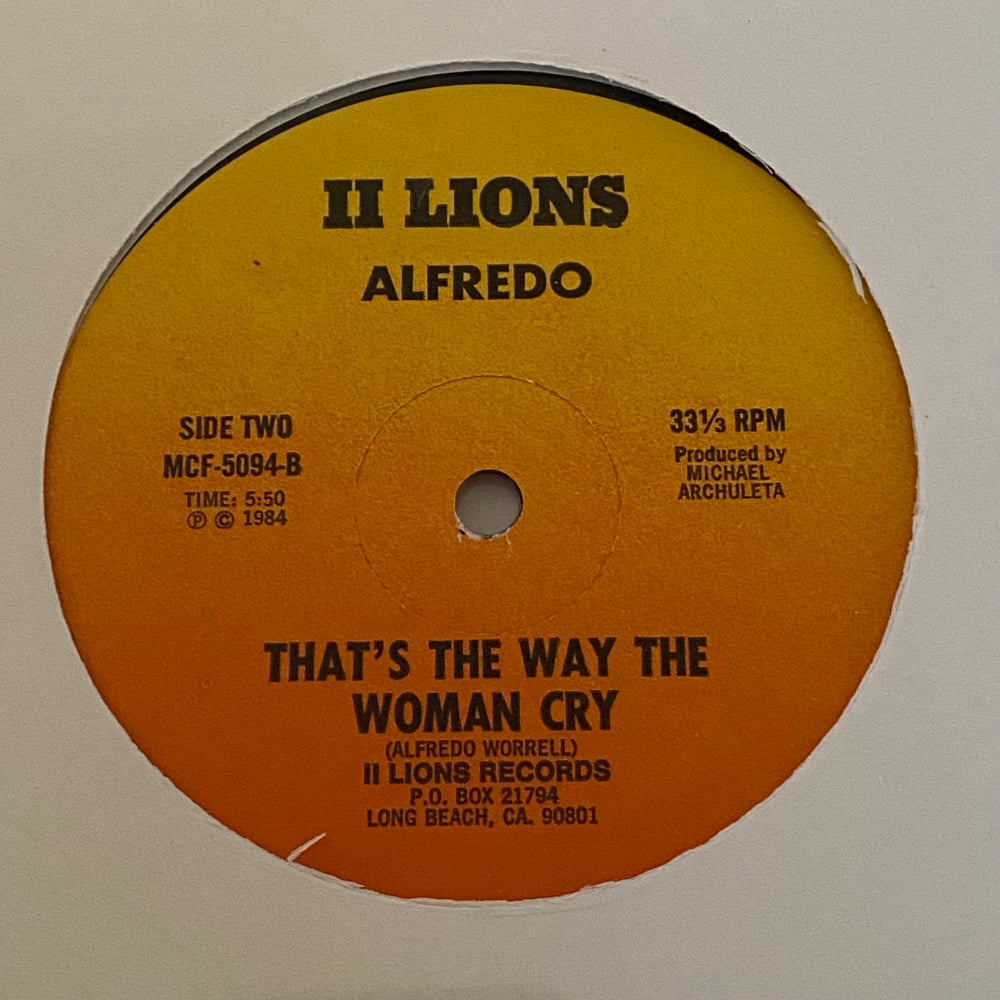 II LIONS
ALFREDO
SIDE TWO
MCF-5094-B
TIME: 5:50
Ⓟ © 1984
33⅓ RPM
Produced by
MICHAEL
ARCHULETA
THAT'S THE WAY THE
WOMAN CRY
(ALFREDO WORRELL)
II LIONS RECORDS
P.O. BOX 21794
LONG BEACH, CA. 90801